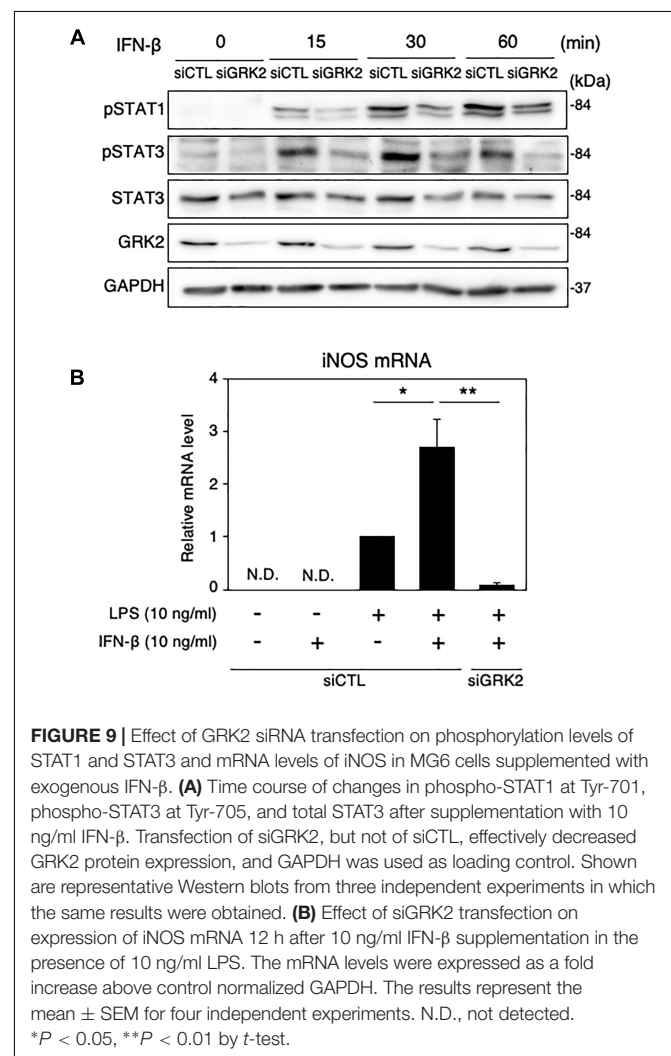 A
IFN-β 0 15 30 60 (min)
siCTL siGRK2 siCTL siGRK2 siCTL siGRK2 siCTL siGRK2 (kDa)
pSTAT1 -84
pSTAT3 -84
STAT3 -84
GRK2 -84
GAPDH -37
B
iNOS mRNA
Relative mRNA level
4
* **
3
2
1
N.D. N.D.
0
LPS (10 ng/ml) - - + + +
IFN-β (10 ng/ml) - + - + +
siCTL siGRK2
FIGURE 9 | Effect of GRK2 siRNA transfection on phosphorylation levels of
STAT1 and STAT3 and mRNA levels of iNOS in MG6 cells supplemented with
exogenous IFN-β. (A) Time course of changes in phospho-STAT1 at Tyr-701,
phospho-STAT3 at Tyr-705, and total STAT3 after supplementation with 10
ng/ml IFN-β. Transfection of siGRK2, but not of siCTL, effectively decreased
GRK2 protein expression, and GAPDH was used as loading control. Shown
are representative Western blots from three independent experiments in which
the same results were obtained. (B) Effect of siGRK2 transfection on
expression of iNOS mRNA 12 h after 10 ng/ml IFN-β supplementation in the
presence of 10 ng/ml LPS. The mRNA levels were expressed as a fold
increase above control normalized GAPDH. The results represent the
mean ± SEM for four independent experiments. N.D., not detected.
*P < 0.05, **P < 0.01 by t-test.